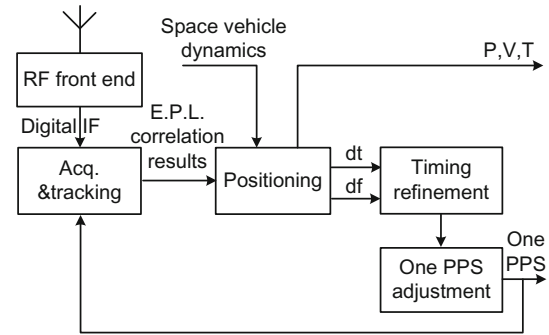 Space vehicle
dynamics
P,V,T
RF front end
Digital IF
E.P.L.
correlation
results
Acq.
&tracking
Positioning
dt
df
Timing
refinement
One PPS
adjustment
One
PPS